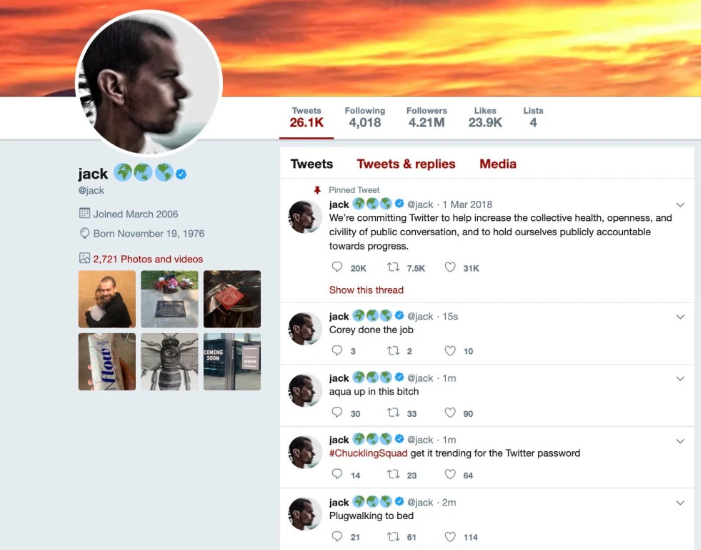 Tweets Following Followers Likes Lists
26.1K 4,018 4.21M 23.9K 4
jack
@jack
Joined March 2006
Born November 19, 1976
2,721 Photos and videos
flow
COMING
SOON
Tweets Tweets & replies Media
Pinned Tweet
jack @jack · 1 Mar 2018
We're committing Twitter to help increase the collective health, openness, and
civility of public conversation, and to hold ourselves publicly accountable
towards progress.
20K 7.5K 31K
Show this thread
jack @jack · 15s
Corey done the job
3 2 10
jack @jack · 1m
aqua up in this bitch
30 33 90
jack @jack · 1m
#ChucklingSquad get it trending for the Twitter password
14 23 64
jack @jack · 2m
Plugwalking to bed
21 61 114